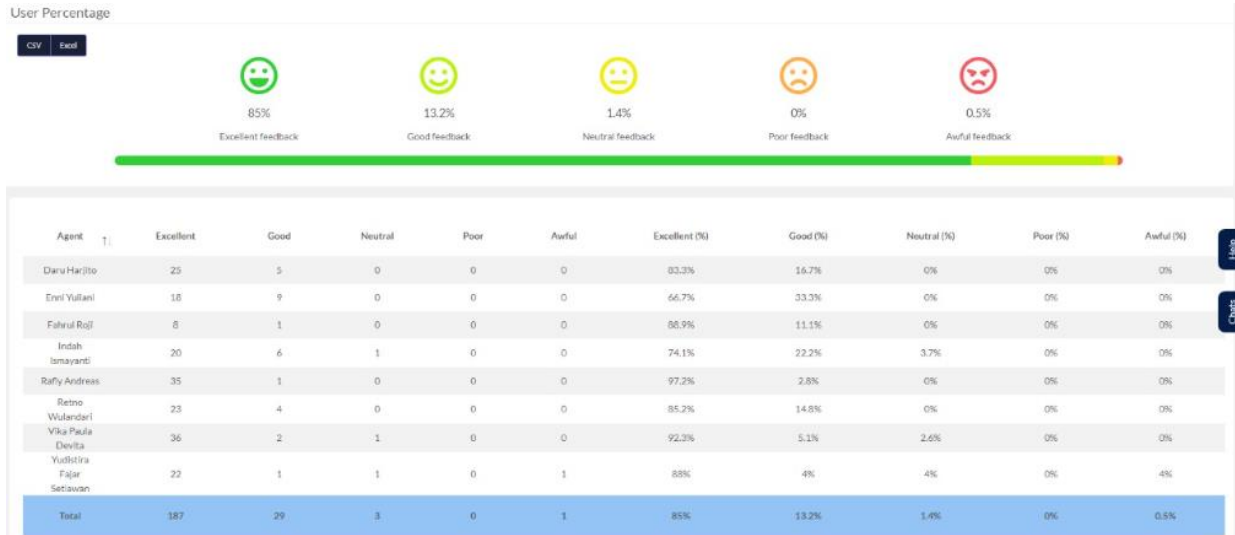 User Percentage
CSV Excel
85% 13.2% 1.4% 0% 0.5%
Excellent feedback Good feedback Neutral feedback Poor feedback Awful feedback
Agent Excellent Good Neutral Poor Awful Excellent (%) Good (%) Neutral (%) Poor (%) Awful (%)
Help
Daru Harjito 25 5 0 0 0 83.3% 16.7% 0% 0% 0%
Enni Yuliani 18 9 0 0 0 66.7% 33.3% 0% 0% 0%
Chats
Fahrul Roji 8 1 0 0 0 88.9% 11.1% 0% 0% 0%
Indah
Ismayanti 20 6 1 0 0 74.1% 22.2% 3.7% 0% 0%
Rafly Andreas 35 1 0 0 0 97.2% 2.8% 0% 0% 0%
Retno
Wulandari 23 4 0 0 0 85.2% 14.8% 0% 0% 0%
Vika Paula
Devita 36 2 1 0 0 92.3% 5.1% 2.6% 0% 0%
Yudistira
Fajar 22 1 1 0 1 88% 4% 4% 0% 4%
Setiawan
Total 187 29 3 0 1 85% 13.2% 1.4% 0% 0.5%